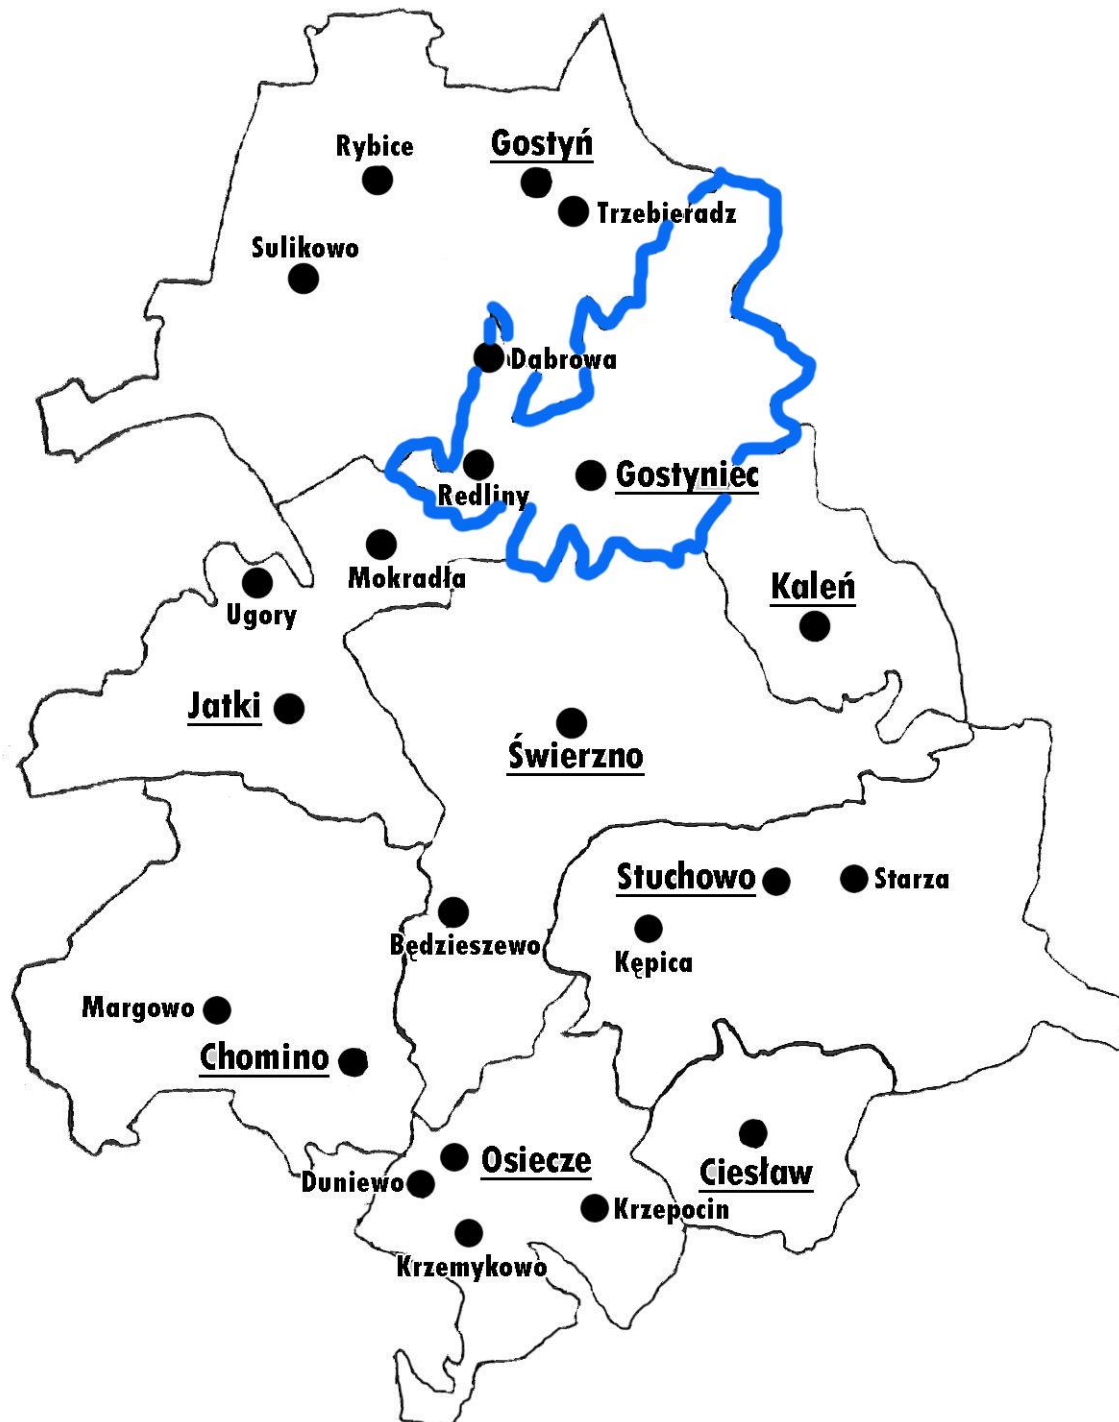 Rybice
Gostyń
Trzebieradz
Sulikowo
Dąbrowa
Redliny
Gostyniec
Mokradła
Ugory
Kaleń
Jatki
Świerzno
Stuchowo
Starza
Będzieszewo
Kępica
Margowo
Chomino
Osiecze
Ciesław
Duniewo
Krzepocin
Krzemykowo